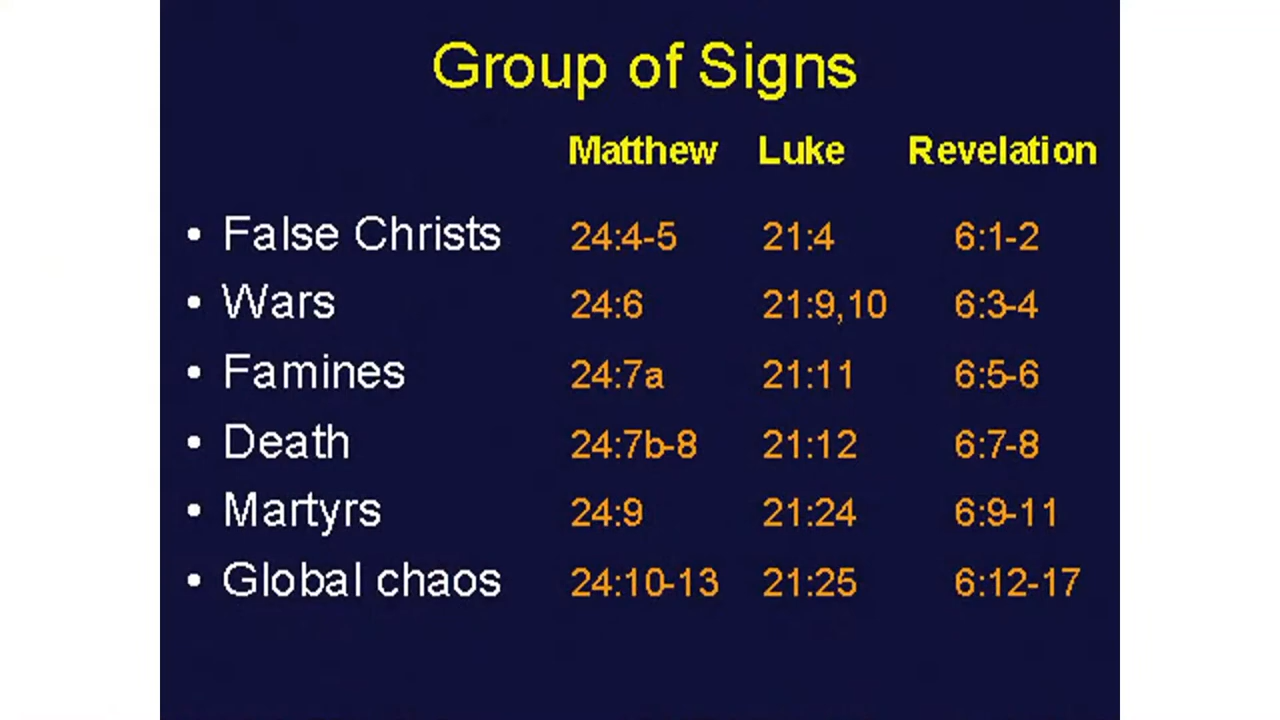 Group of Signs
Matthew Luke Revelation
• False Christs 24:4-5 21:4 6:1-2
• Wars 24:6 21:9,10 6:3-4
• Famines 24:7a 21:11 6:5-6
• Death 24:7b-8 21:12 6:7-8
• Martyrs 24:9 21:24 6:9-11
• Global chaos 24:10-13 21:25 6:12-17